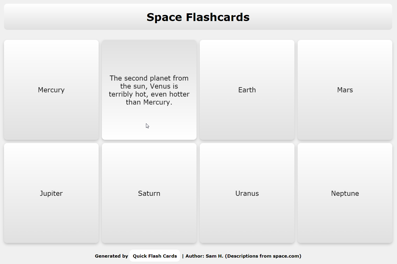 Space Flashcards
Mercury
The second planet from
the sun, Venus is
terribly hot, even hotter
than Mercury.
Earth
Mars
Jupiter
Saturn
Uranus
Neptune
Generated by Quick Flash Cards | Author: Sam H. (Descriptions from space.com)